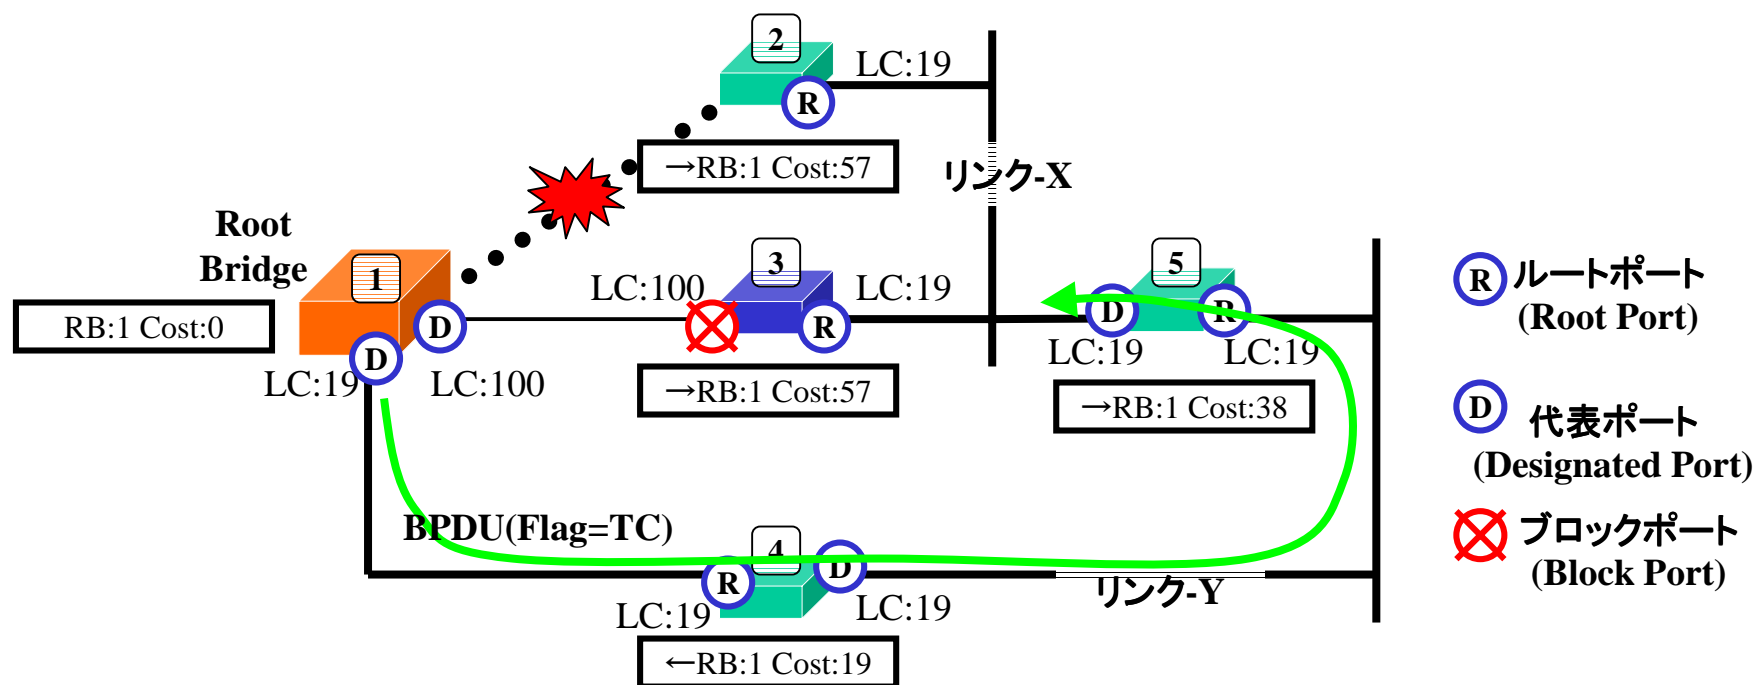 2
LC:19
R
→RB:1 Cost:57
リンク-X
Root
Bridge
1
RB:1 Cost:0
D
D
LC:19
LC:100
LC:100
3
LC:19
R
→RB:1 Cost:57
5
D
R
LC:19
LC:19
→RB:1 Cost:38
BPDU(Flag=TC)
4
R
D
LC:19
LC:19
←RB:1 Cost:19
リンク-Y
R
ルートポート
(Root Port)
D
代表ポート
(Designated Port)
ブロックポート
(Block Port)